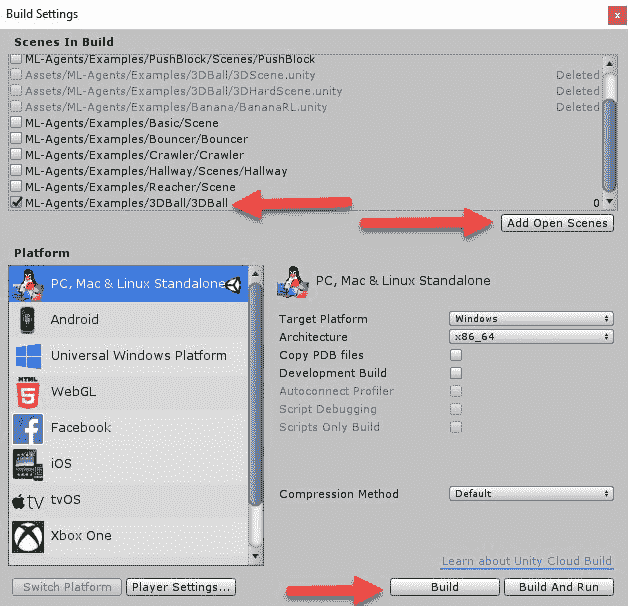 Build Settings
x
Scenes In Build
ML-Agents/Examples/PushBlock/Scenes/PushBlock
Assets/ML-Agents/Examples/3DBall/3DScene.unity Deleted
Assets/ML-Agents/Examples/3DBall/3DHardScene.unity Deleted
Assets/ML-Agents/Examples/Banana/BananaRL.unity Deleted
ML-Agents/Examples/Basic/Scene
ML-Agents/Examples/Bouncer/Bouncer
ML-Agents/Examples/Crawler/Crawler
ML-Agents/Examples/Hallway/Scenes/Hallway
ML-Agents/Examples/Reacher/Scene
ML-Agents/Examples/3DBall/3DBall 0
Add Open Scenes
Platform
PC, Mac & Linux Standalone
Android
Universal Windows Platform
HTML
5
WebGL
Facebook
iOS
tv
tvOS
Xbox One
PC, Mac & Linux Standalone
Target Platform Windows
Architecture x86_64
Copy PDB files
Development Build
Autoconnect Profiler
Script Debugging
Scripts Only Build
Compression Method Default
Learn about Unity Cloud Build
Switch Platform Player Settings... Build Build And Run